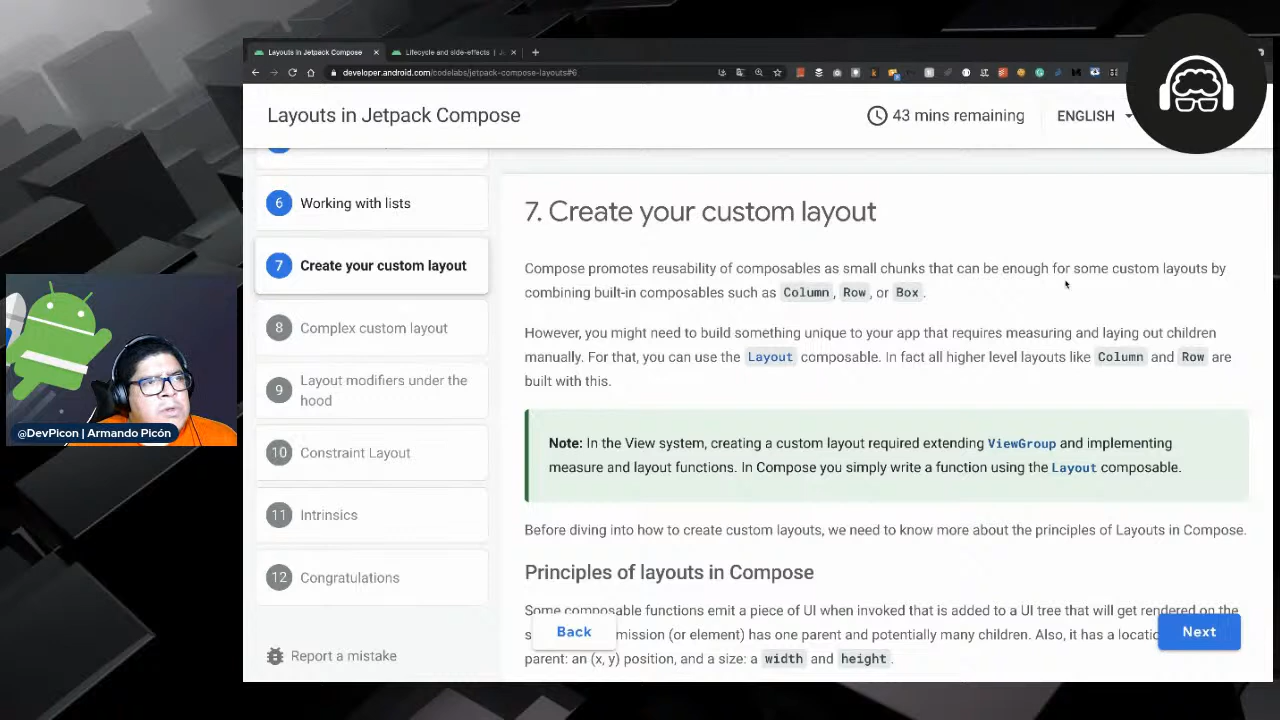 Layouts in Jetpack Compose
Lifecycle and side-effects
developer.android.com/codelabs/jetpack-compose-layouts#6
Layouts in Jetpack Compose
43 mins remaining
ENGLISH
6 Working with lists
7 Create your custom layout
8 Complex custom layout
9 Layout modifiers under the
hood
10 Constraint Layout
11 Intrinsics
12 Congratulations
Report a mistake
7. Create your custom layout
Compose promotes reusability of composables as small chunks that can be enough for some custom layouts by
combining built-in composables such as Column, Row, or Box.
However, you might need to build something unique to your app that requires measuring and laying out children
manually. For that, you can use the Layout composable. In fact all higher level layouts like Column and Row are
built with this.
Note: In the View system, creating a custom layout required extending ViewGroup and implementing
measure and layout functions. In Compose you simply write a function using the Layout composable.
Before diving into how to create custom layouts, we need to know more about the principles of Layouts in Compose.
Principles of layouts in Compose
Some composable functions emit a piece of UI when invoked that is added to a UI tree that will get rendered on the
mission (or element) has one parent and potentially many children. Also, it has a locatio
parent: an (x, y) position, and a size: a width and height.
Back
Next
@DevPicon | Armando Picón